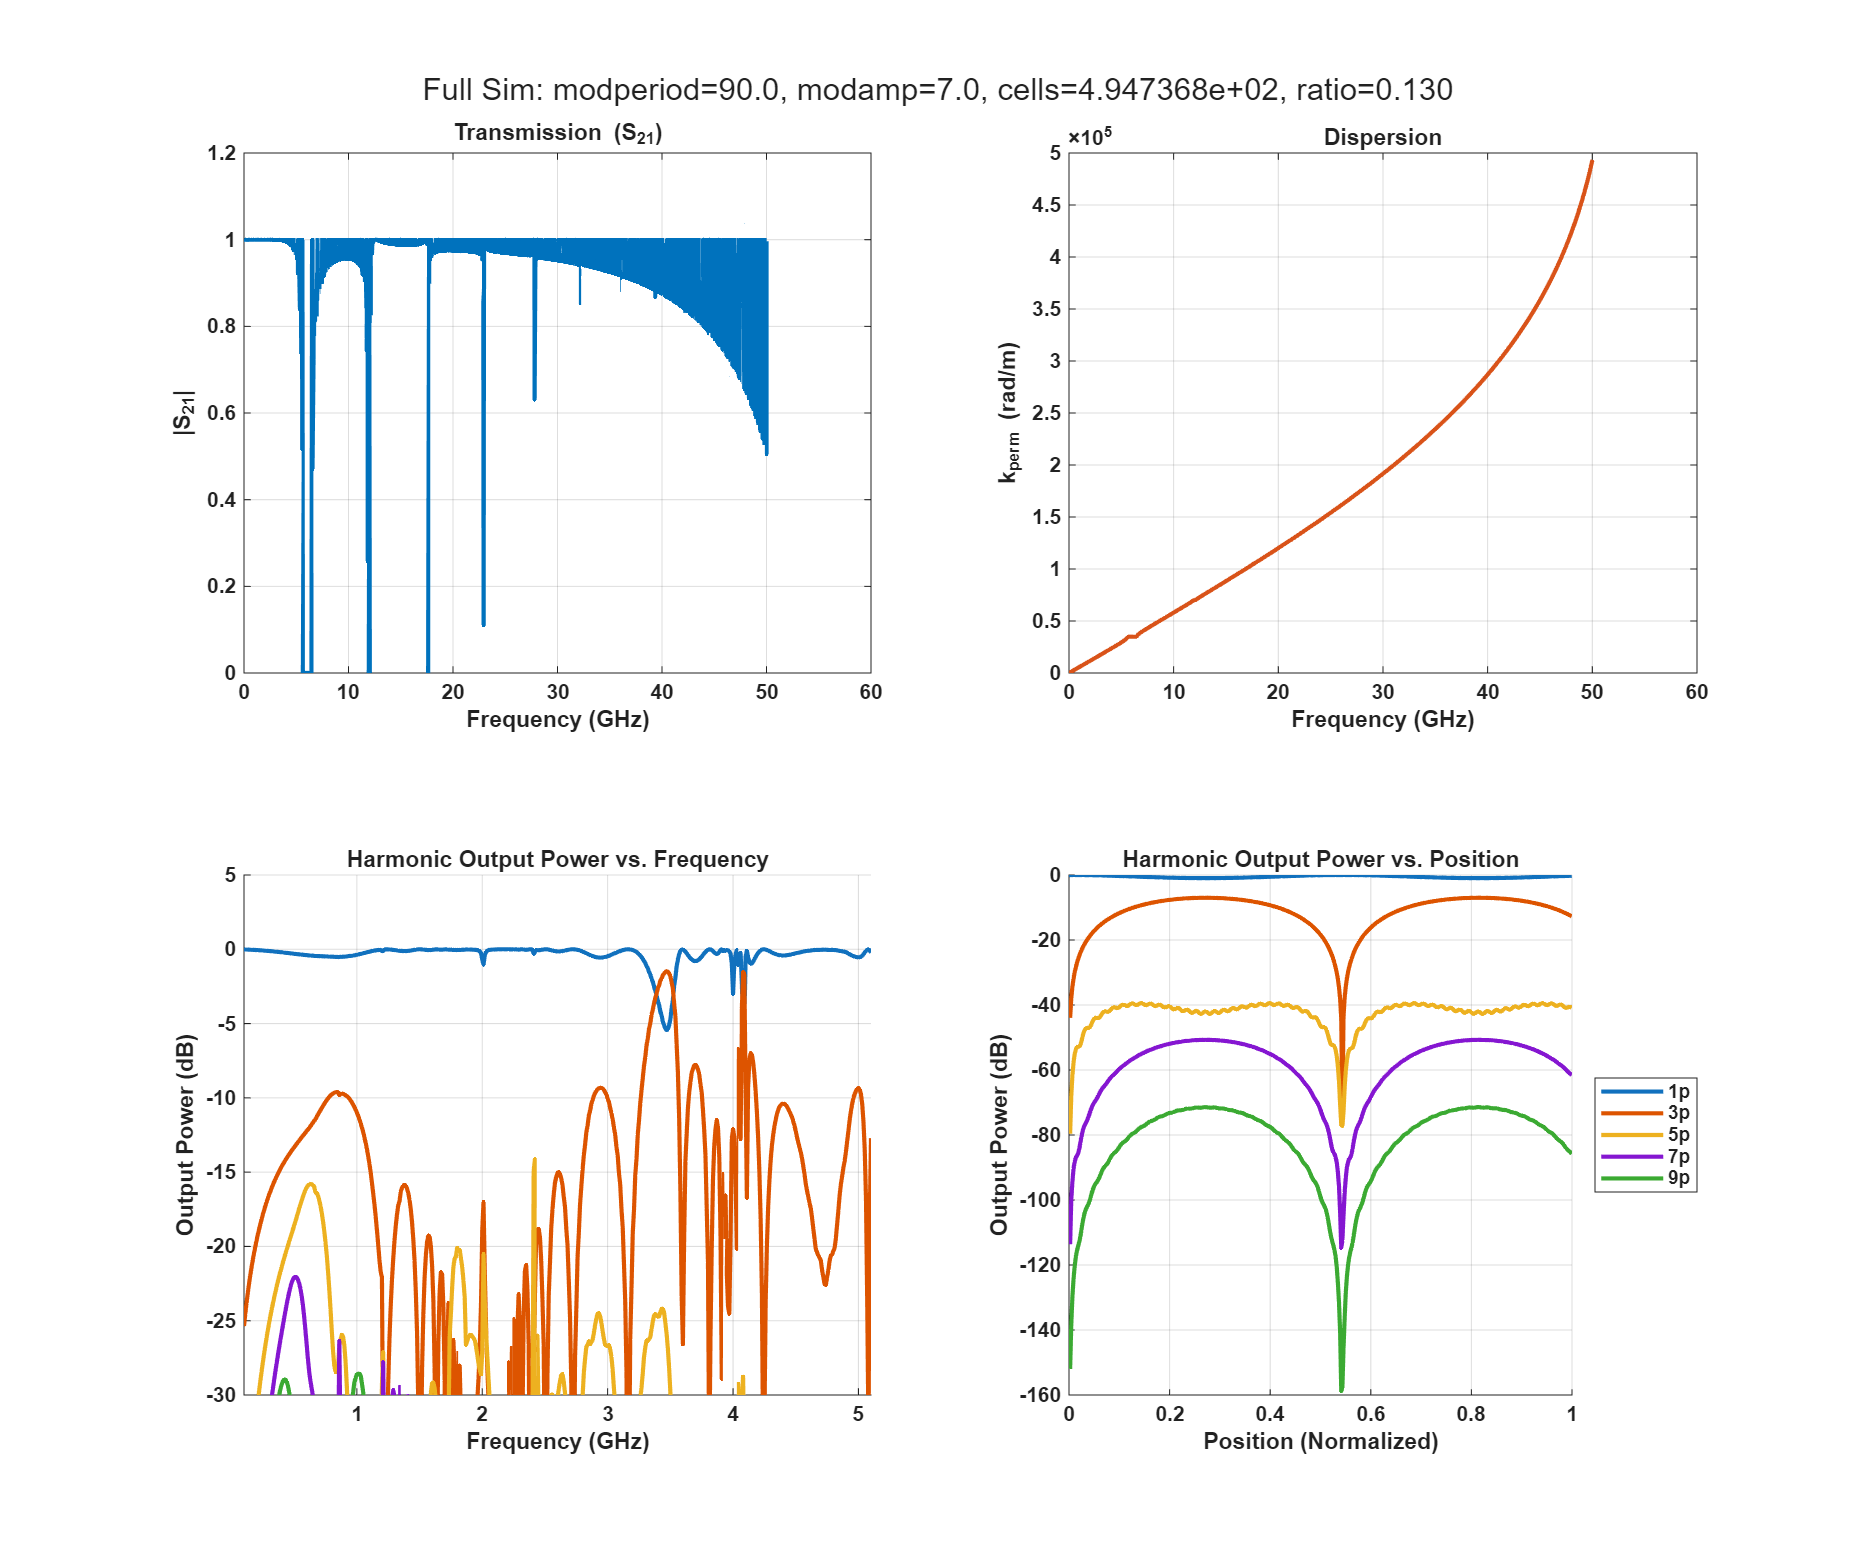 Full Sim: modperiod=90.0, modamp=7.0, cells=4.947368e+02, ratio=0.130
Transmission (S21)
1.2
1
0.8
0.6
0.4
0.2
0
|S21|
0 10 20 30 40 50 60
Frequency (GHz)
×10^5
Dispersion
5
4.5
4
3.5
3
2.5
2
1.5
1
0.5
0
kperm (rad/m)
0 10 20 30 40 50 60
Frequency (GHz)
Harmonic Output Power vs. Frequency
5
0
-5
-10
-15
-20
-25
-30
Output Power (dB)
1 2 3 4 5
Frequency (GHz)
Harmonic Output Power vs. Position
0
-20
-40
-60
-80
-100
-120
-140
-160
Output Power (dB)
0 0.2 0.4 0.6 0.8 1
Position (Normalized)
1p
3p
5p
7p
9p